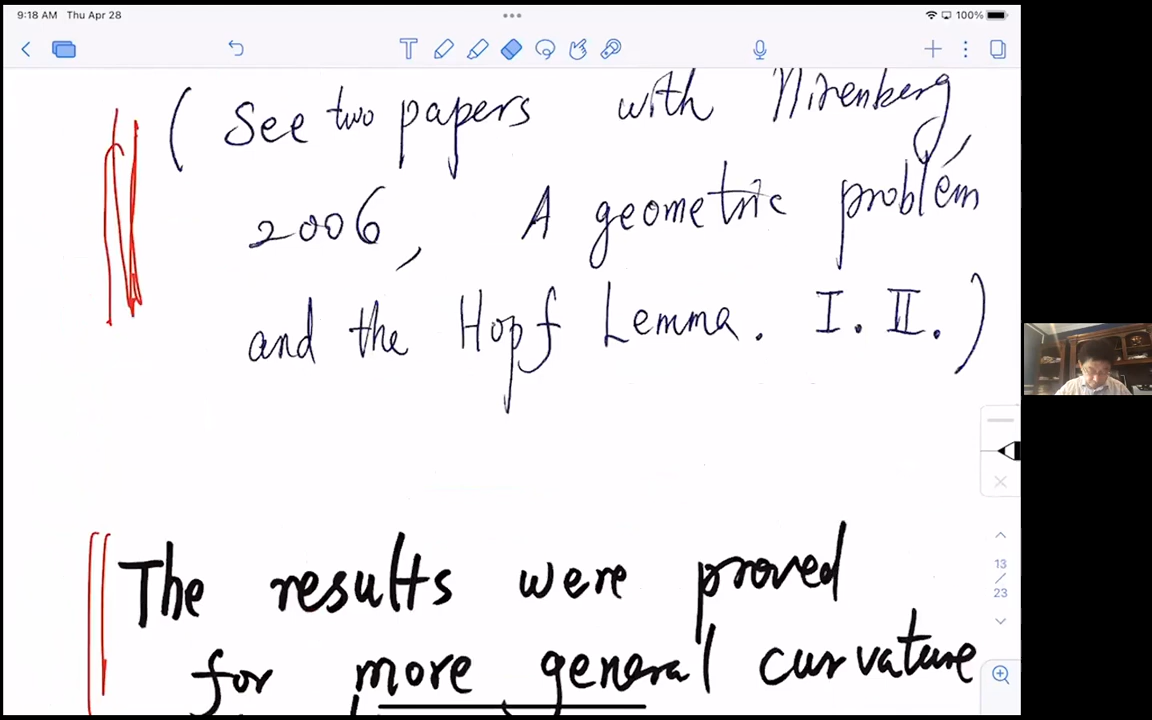 9:18 AM Thu Apr 28
100%
( See two papers with Nirenberg
2006, A geometric problem
and the Hopf Lemma. I. II. )
13
/
23
The results were proved
for more general curvature